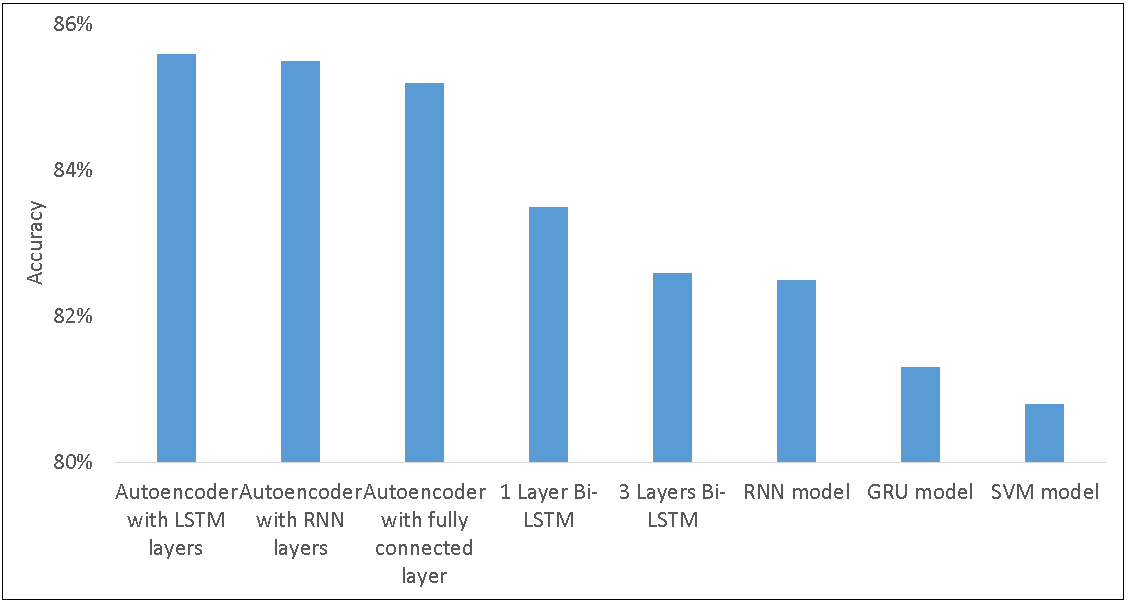 86%
84%
82%
80%
Accuracy
Autoencoder with LSTM layers
Autoencoder with RNN layers
Autoencoder with fully connected layer
1 Layer Bi-LSTM
3 Layers Bi-LSTM
RNN model
GRU model
SVM model